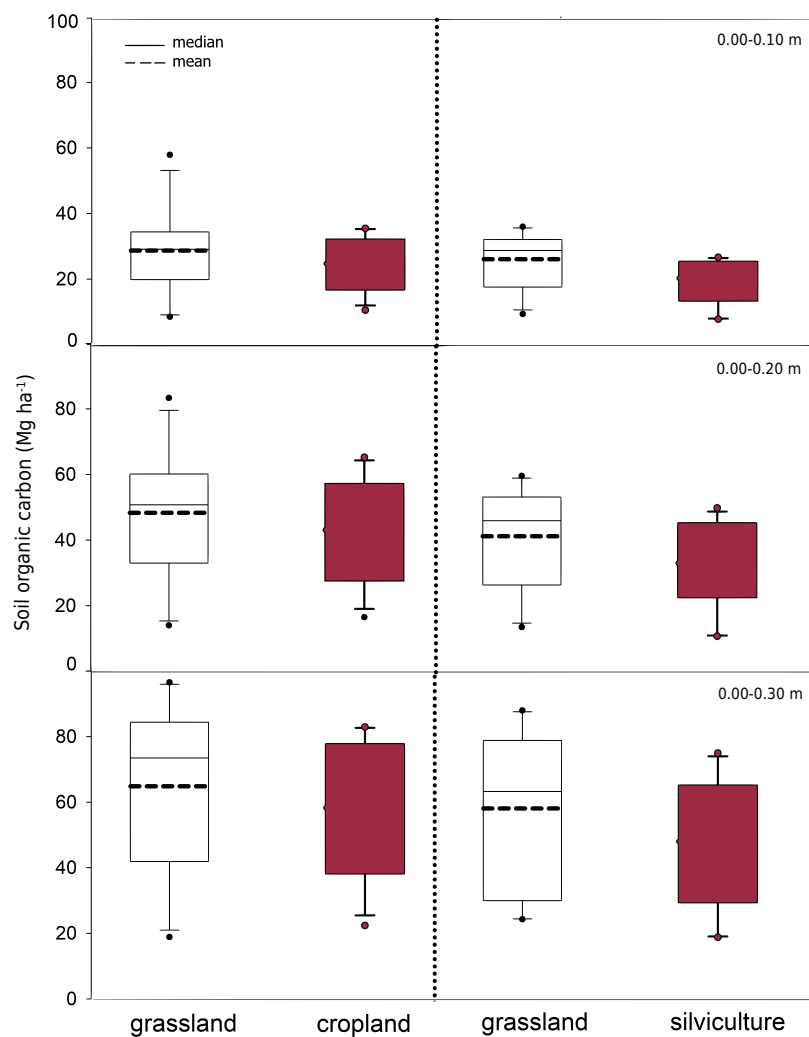 100
median
mean
0.00-0.10 m
80
60
40
20
0
Soil organic carbon (Mg ha-1)
0.00-0.20 m
80
60
40
20
0
0.00-0.30 m
80
60
40
20
0
grassland cropland grassland silviculture